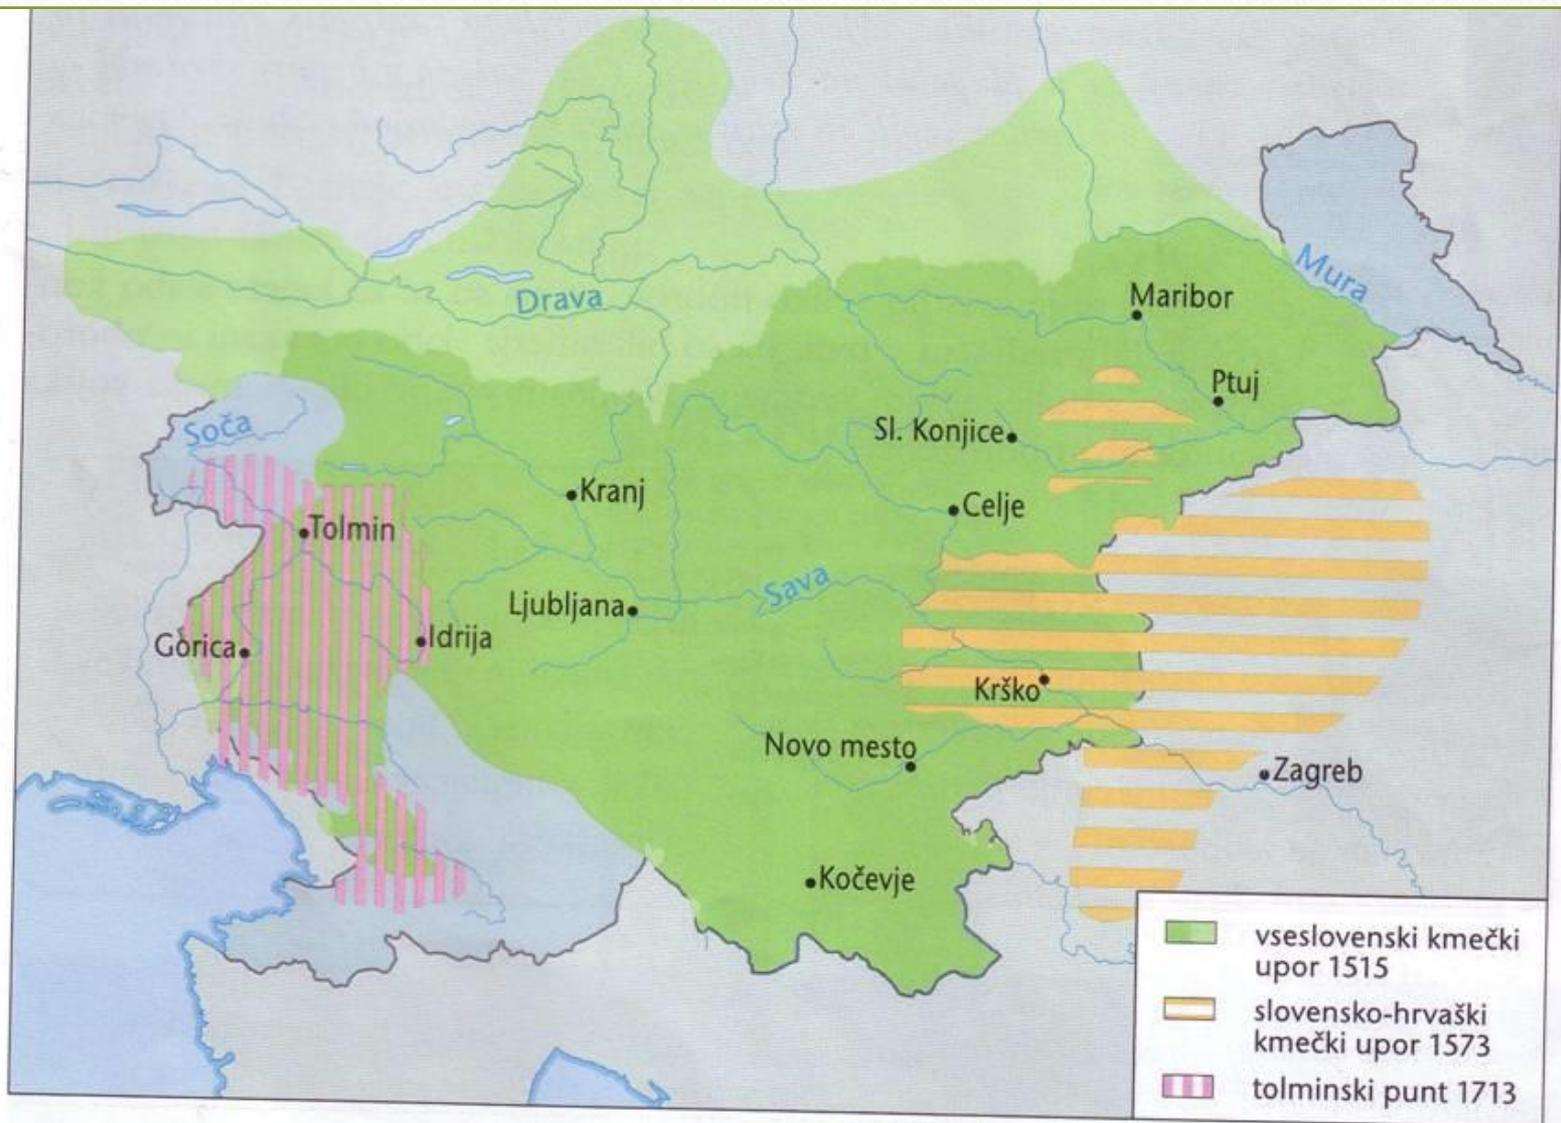 Drava
Mura
Maribor
Ptuj
Soča
Sl. Konjice
Kranj
Celje
Tolmin
Sava
Ljubljana
Gorica
Idrija
Krško
Novo mesto
Zagreb
Kočevje
vseslovenski kmečki
upor 1515
slovensko-hrvaški
kmečki upor 1573
tolminski punt 1713